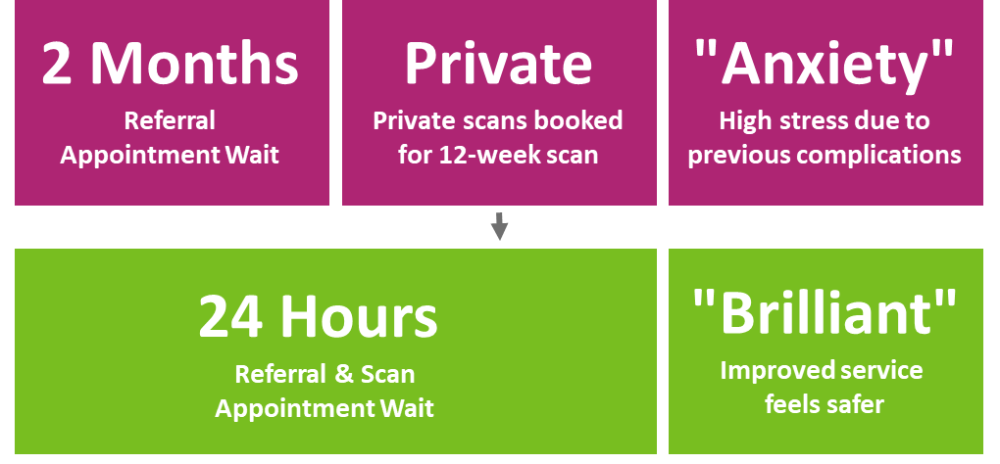 2 Months
Referral
Appointment Wait
Private
Private scans booked
for 12-week scan
"Anxiety"
High stress due to
previous complications
24 Hours
Referral & Scan
Appointment Wait
"Brilliant"
Improved service
feels safer